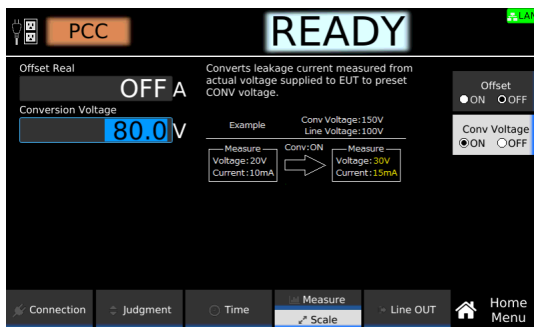 PCC
READY
LAN
Offset Real
OFF A
Conversion Voltage
80.0 V
Converts leakage current measured from
actual voltage supplied to EUT to preset
CONV voltage.
Example
Conv Voltage:150V
Line Voltage:100V
Measure
Voltage:20V
Current:10mA
Conv:ON
Measure
Voltage:30V
Current:15mA
Offset
ON OFF
Conv Voltage
ON OFF
Connection
Judgment
Time
Measure
Scale
Line OUT
Home
Menu